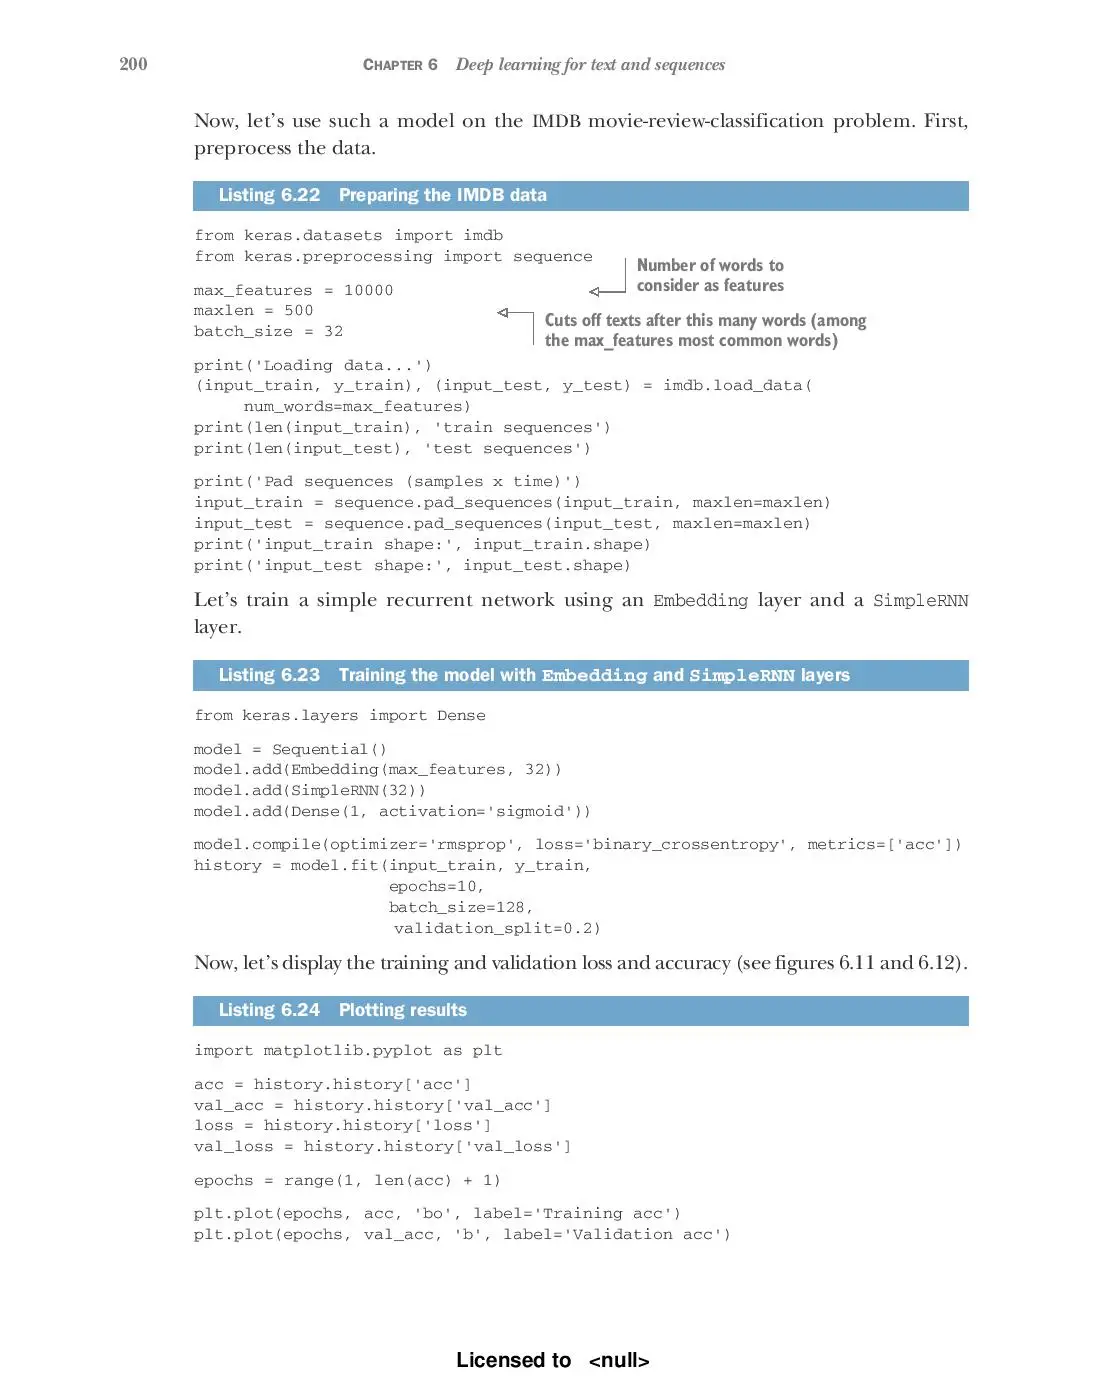 200 CHAPTER 6 Deep learning for text and sequences
Now, let's use such a model on the IMDB movie-review-classification problem. First,
preprocess the data.
Listing 6.22 Preparing the IMDB data
from keras.datasets import imdb
from keras.preprocessing import sequence
Number of words to
consider as features
max_features = 10000
maxlen = 500
batch_size = 32
Cuts off texts after this many words (among
the max_features most common words)
print('Loading data...')
(input_train, y_train), (input_test, y_test) = imdb.load_data(
     num_words=max_features)
print(len(input_train), 'train sequences')
print(len(input_test), 'test sequences')
print('Pad sequences (samples x time)')
input_train = sequence.pad_sequences(input_train, maxlen=maxlen)
input_test = sequence.pad_sequences(input_test, maxlen=maxlen)
print('input_train shape:', input_train.shape)
print('input_test shape:', input_test.shape)
Let's train a simple recurrent network using an Embedding layer and a SimpleRNN
layer.
Listing 6.23 Training the model with Embedding and SimpleRNN layers
from keras.layers import Dense
model = Sequential()
model.add(Embedding(max_features, 32))
model.add(SimpleRNN(32))
model.add(Dense(1, activation='sigmoid'))
model.compile(optimizer='rmsprop', loss='binary_crossentropy', metrics=['acc'])
history = model.fit(input_train, y_train,
                    epochs=10,
                    batch_size=128,
                    validation_split=0.2)
Now, let's display the training and validation loss and accuracy (see figures 6.11 and 6.12).
Listing 6.24 Plotting results
import matplotlib.pyplot as plt
acc = history.history['acc']
val_acc = history.history['val_acc']
loss = history.history['loss']
val_loss = history.history['val_loss']
epochs = range(1, len(acc) + 1)
plt.plot(epochs, acc, 'bo', label='Training acc')
plt.plot(epochs, val_acc, 'b', label='Validation acc')
Licensed to <null>